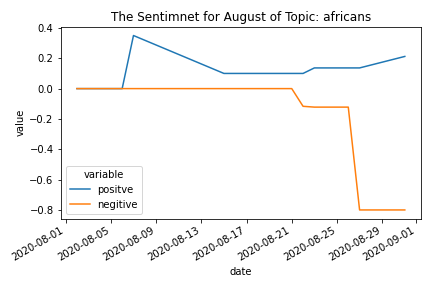 The Sentimnet for August of Topic: africans
value
0.4
0.2
0.0
−0.2
−0.4
−0.6
−0.8
variable
positve
negitive
2020-08-01
2020-08-05
2020-08-09
2020-08-13
2020-08-17
2020-08-21
2020-08-25
2020-08-29
2020-09-01
date